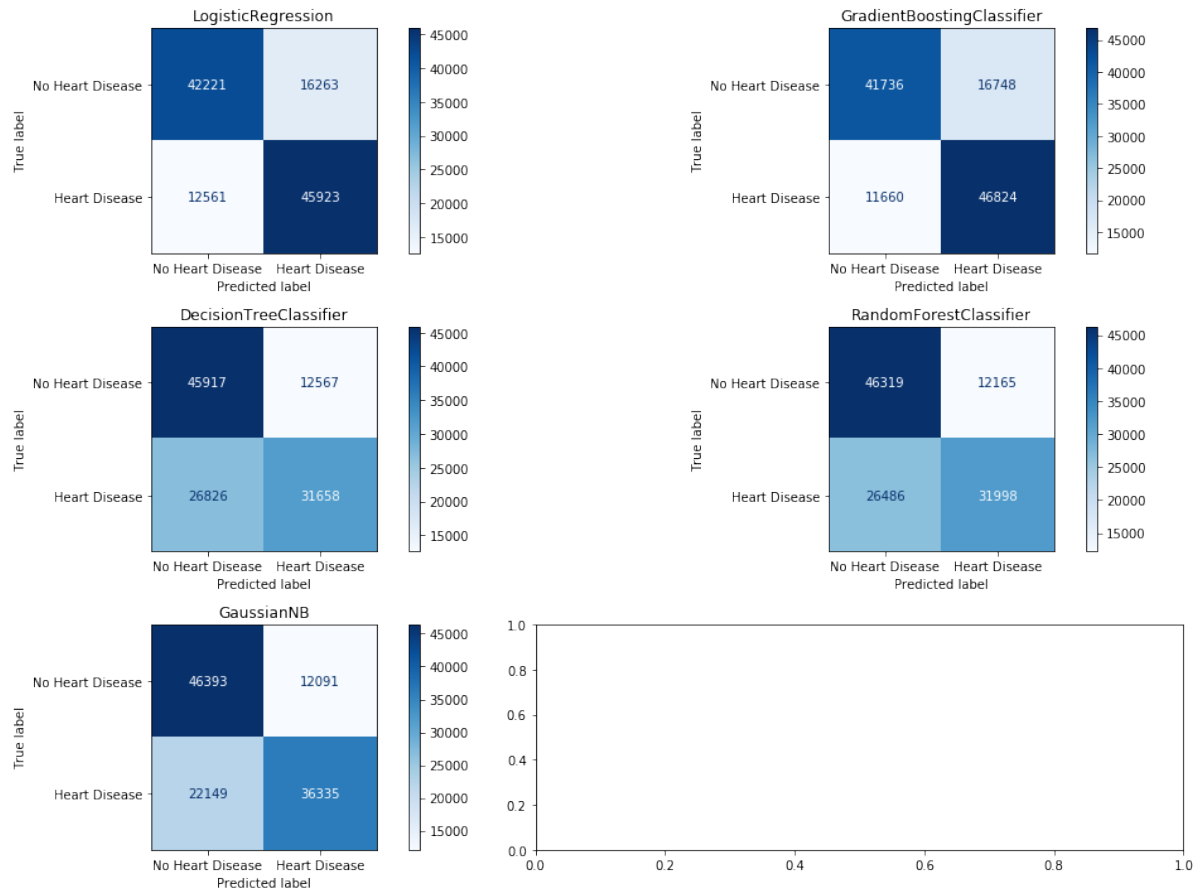 LogisticRegression
45000
No Heart Disease
42221
16263
40000
35000
True label
30000
25000
Heart Disease
12561
45923
20000
15000
No Heart Disease
Heart Disease
Predicted label
GradientBoostingClassifier
45000
No Heart Disease
41736
16748
40000
35000
True label
30000
25000
Heart Disease
11660
46824
20000
15000
No Heart Disease
Heart Disease
Predicted label
DecisionTreeClassifier
45000
No Heart Disease
45917
12567
40000
35000
True label
30000
25000
Heart Disease
26826
31658
20000
15000
No Heart Disease
Heart Disease
Predicted label
RandomForestClassifier
45000
No Heart Disease
46319
12165
40000
35000
True label
30000
25000
Heart Disease
26486
31998
20000
15000
No Heart Disease
Heart Disease
Predicted label
GaussianNB
45000
No Heart Disease
46393
12091
40000
35000
True label
30000
25000
Heart Disease
22149
36335
20000
15000
No Heart Disease
Heart Disease
Predicted label
1.0
0.8
0.6
0.4
0.2
0.0
0.0
0.2
0.4
0.6
0.8
1.0